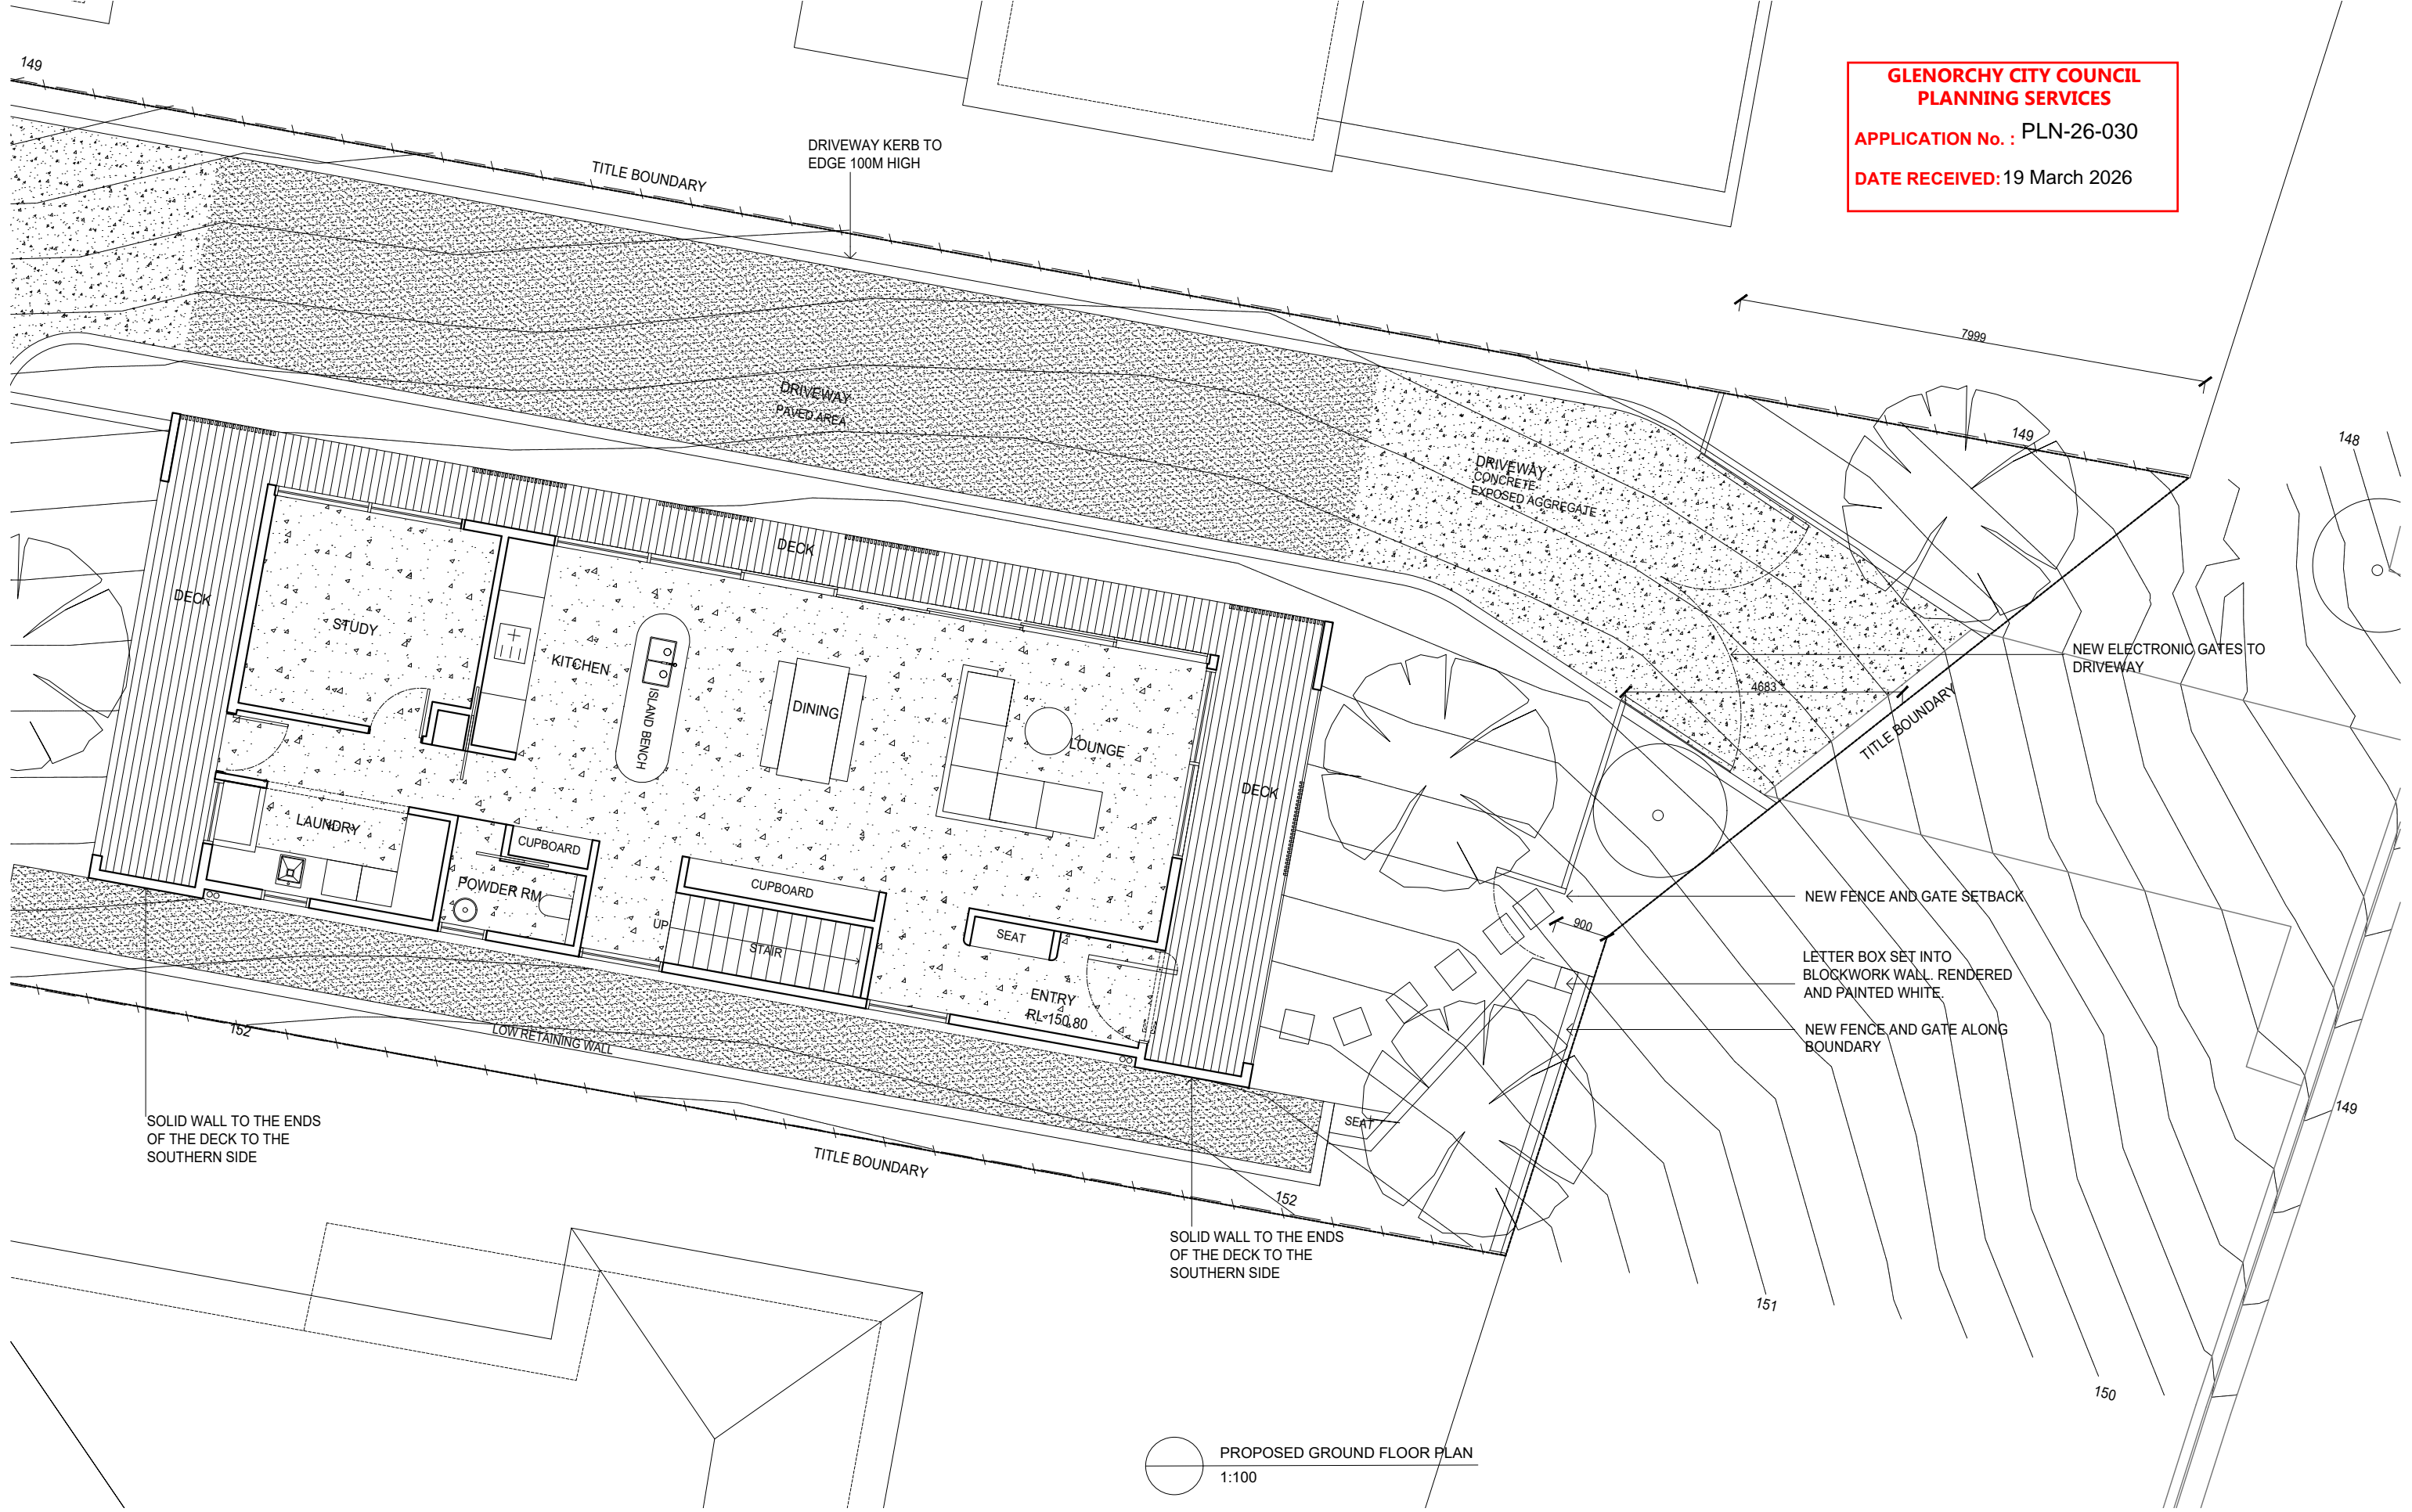 149
GLENORCHY CITY COUNCIL
PLANNING SERVICES
APPLICATION No. : PLN-26-030
DATE RECEIVED: 19 March 2026
DRIVEWAY KERB TO
EDGE 100M HIGH
TITLE BOUNDARY
7999
DRIVEWAY
PAVED AREA
149
148
DRIVEWAY
CONCRETE
EXPOSED AGGREGATE
DECK
DECK
STUDY
KITCHEN
ISLAND BENCH
DINING
LOUNGE
DECK
4683
NEW ELECTRONIC GATES TO
DRIVEWAY
TITLE BOUNDARY
LAUNDRY
CUPBOARD
POWDER RM
CUPBOARD
UP
STAIR
SEAT
ENTRY
RL 150.80
900
NEW FENCE AND GATE SETBACK
LETTER BOX SET INTO
BLOCKWORK WALL. RENDERED
AND PAINTED WHITE.
NEW FENCE AND GATE ALONG
BOUNDARY
152
LOW RETAINING WALL
SEAT
149
SOLID WALL TO THE ENDS
OF THE DECK TO THE
SOUTHERN SIDE
TITLE BOUNDARY
152
SOLID WALL TO THE ENDS
OF THE DECK TO THE
SOUTHERN SIDE
151
150
PROPOSED GROUND FLOOR PLAN
1:100